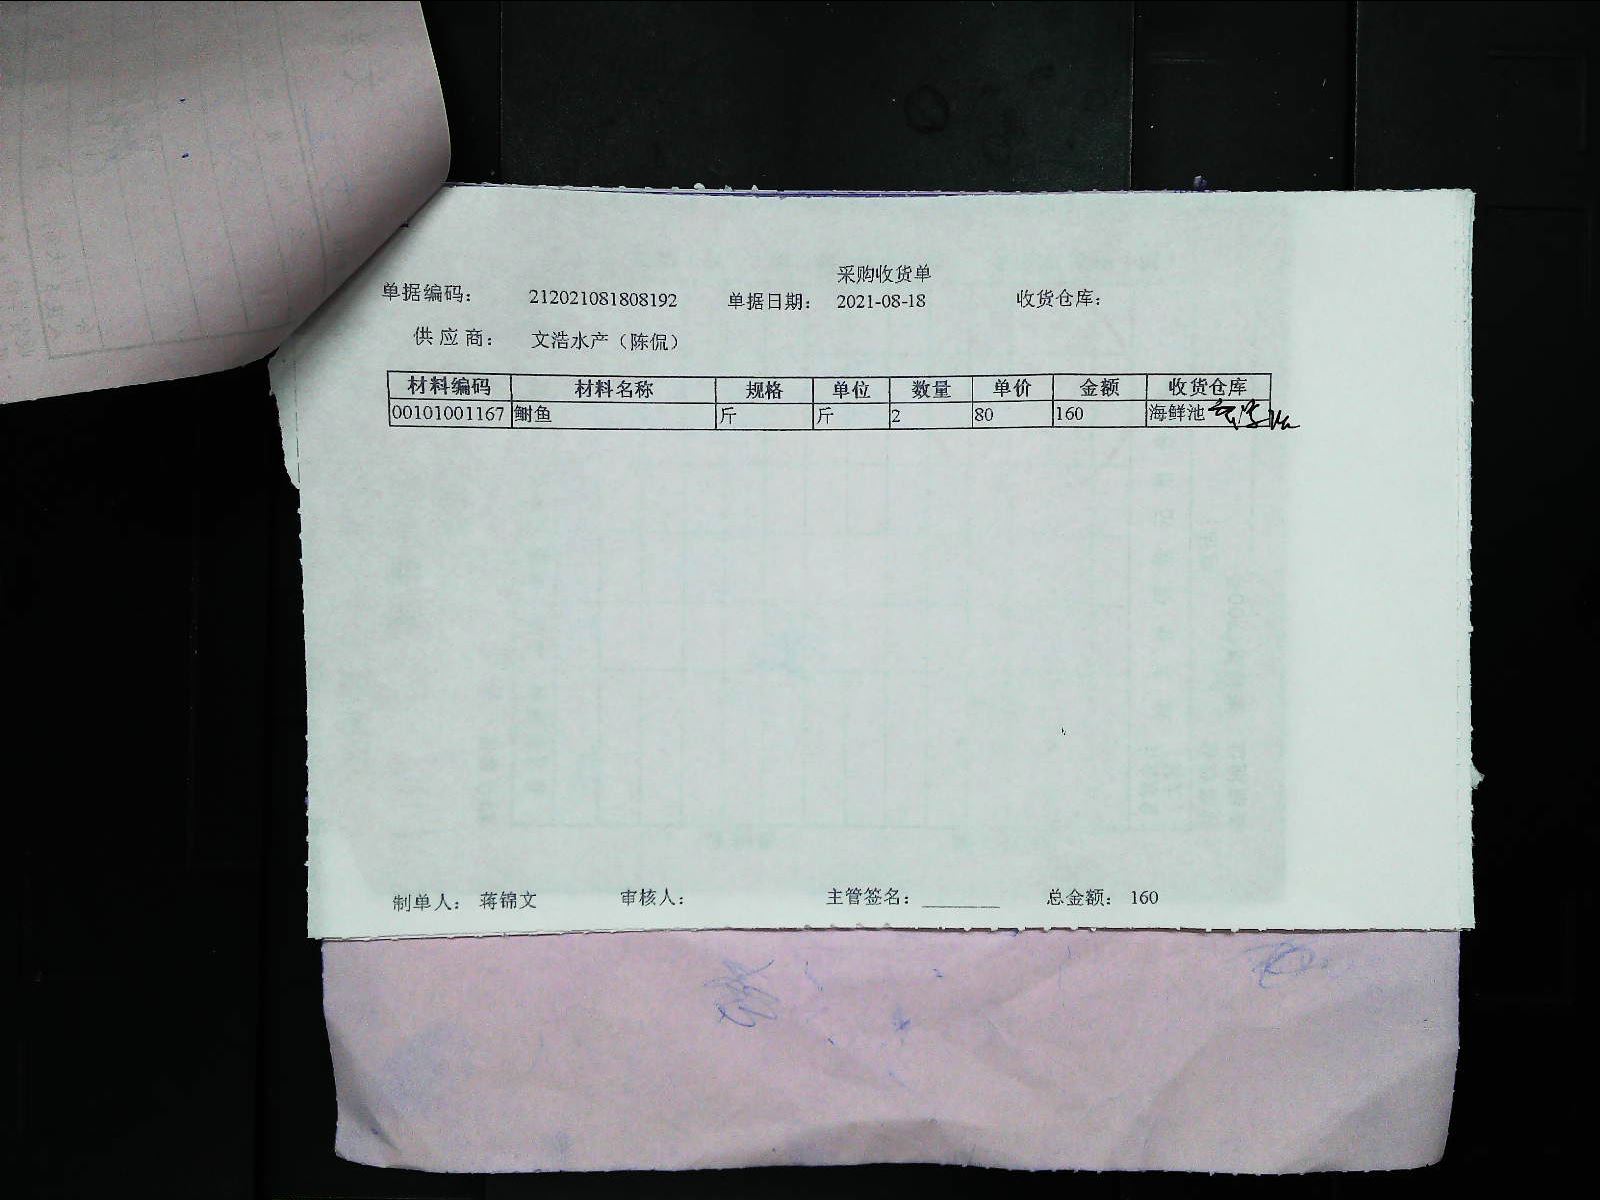 采购收货单
单据编码： 212021081808192 单据日期： 2021-08-18 收货仓库：
供 应 商： 文浩水产（陈侃）
材料编码 材料名称 规格 单位 数量 单价 金额 收货仓库
00101001167 鲥鱼 斤 斤 2 80 160 海鲜池
制单人： 蒋锦文 审核人： 主管签名：________ 总金额： 160